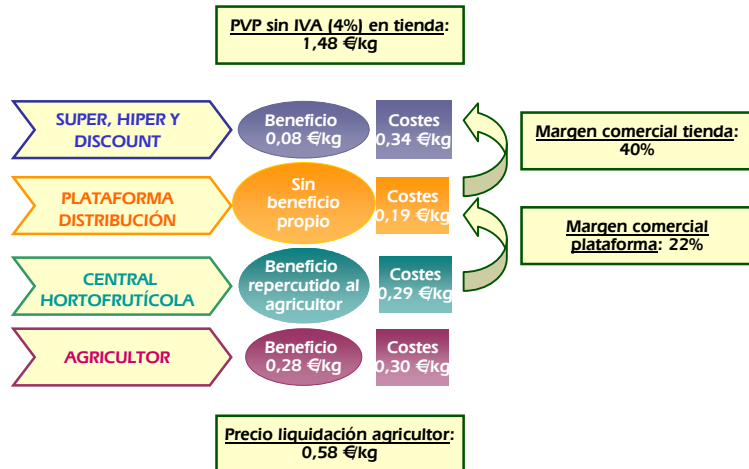 PVP sin IVA (4%) en tienda:
1,48 €/kg
SUPER, HIPER Y
DISCOUNT
Beneficio
0,08 €/kg
Costes
0,34 €/kg
Margen comercial tienda:
40%
PLATAFORMA
DISTRIBUCIÓN
Sin
beneficio
propio
Costes
0,19 €/kg
Margen comercial
plataforma: 22%
CENTRAL
HORTOFRUTÍCOLA
Beneficio
repercutido al
agricultor
Costes
0,29 €/kg
AGRICULTOR
Beneficio
0,28 €/kg
Costes
0,30 €/kg
Precio liquidación agricultor:
0,58 €/kg